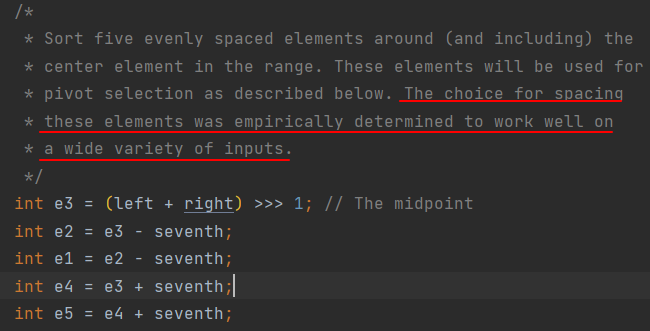 /*
* Sort five evenly spaced elements around (and including) the
* center element in the range. These elements will be used for
* pivot selection as described below. The choice for spacing
* these elements was empirically determined to work well on
* a wide variety of inputs.
*/
int e3 = (left + right) >>> 1; // The midpoint
int e2 = e3 - seventh;
int e1 = e2 - seventh;
int e4 = e3 + seventh;
int e5 = e4 + seventh;